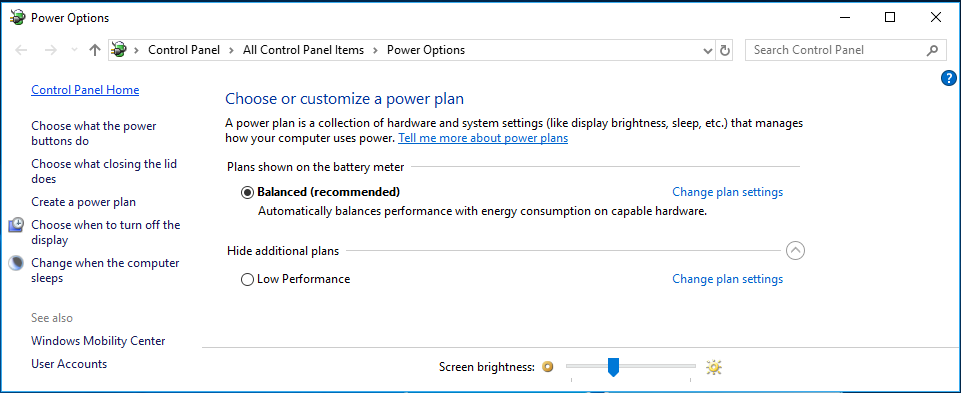 Power Options
Control Panel > All Control Panel Items > Power Options
Search Control Panel
?
Control Panel Home
Choose what the power
buttons do
Choose what closing the lid
does
Create a power plan
Choose when to turn off the
display
Change when the computer
sleeps
See also
Windows Mobility Center
User Accounts
Choose or customize a power plan
A power plan is a collection of hardware and system settings (like display brightness, sleep, etc.) that manages
how your computer uses power. Tell me more about power plans
Plans shown on the battery meter
Balanced (recommended) Change plan settings
Automatically balances performance with energy consumption on capable hardware.
Hide additional plans
Low Performance Change plan settings
Screen brightness: